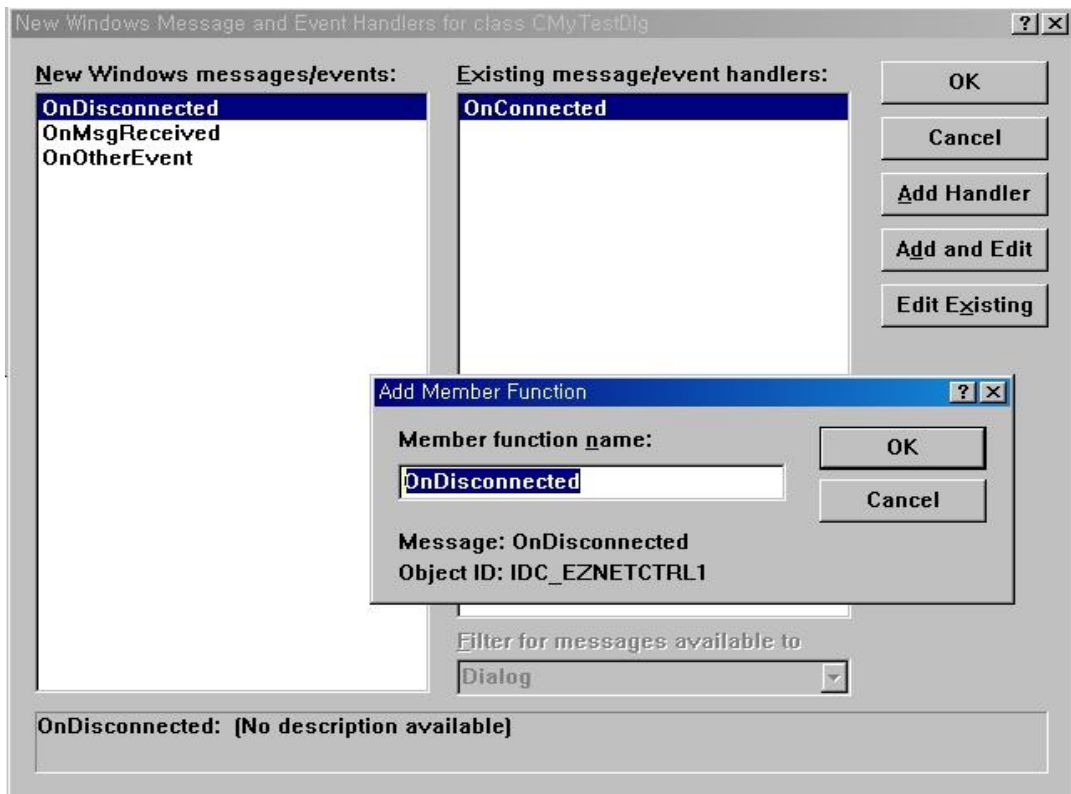 New Windows Message and Event Handlers for class CMyTestDlg
New Windows messages/events:
OnDisconnected
OnMsgReceived
OnOtherEvent
Existing message/event handlers:
OnConnected
OK
Cancel
Add Handler
Add and Edit
Edit Existing
Add Member Function
Member function name:
OnDisconnected
OK
Cancel
Message: OnDisconnected
Object ID: IDC_EZNETCTRL1
Filter for messages available to
Dialog
OnDisconnected: (No description available)